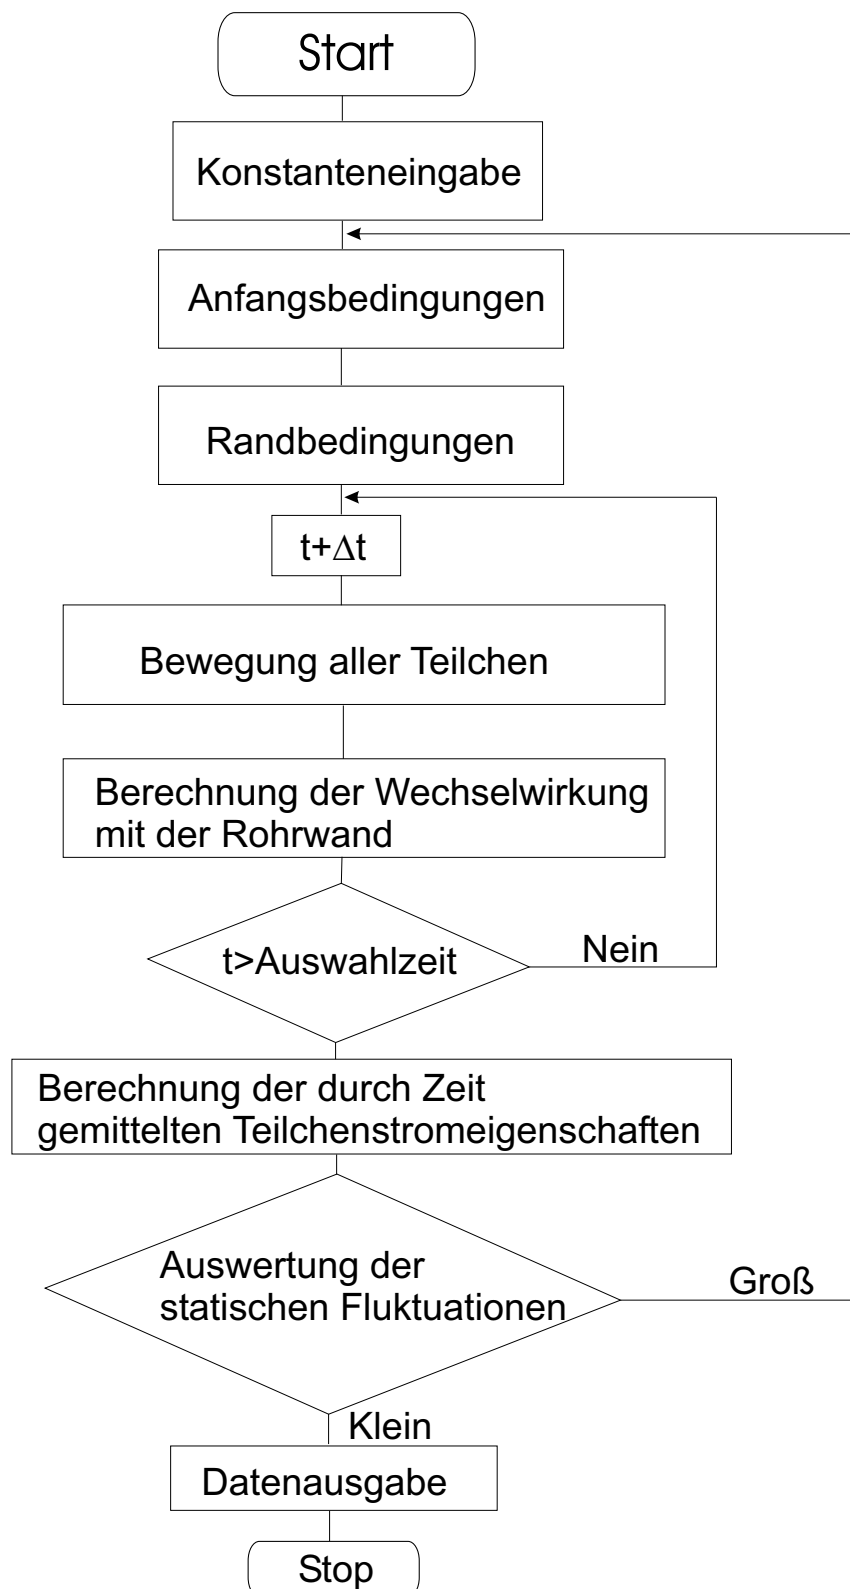 Start
Konstanteneingabe
Anfangsbedingungen
Randbedingungen
t+Δt
Bewegung aller Teilchen
Berechnung der Wechselwirkung
mit der Rohrwand
t>Auswahlzeit
Nein
Berechnung der durch Zeit
gemittelten Teilchenstromeigenschaften
Auswertung der
statischen Fluktuationen
Groß
Klein
Datenausgabe
Stop